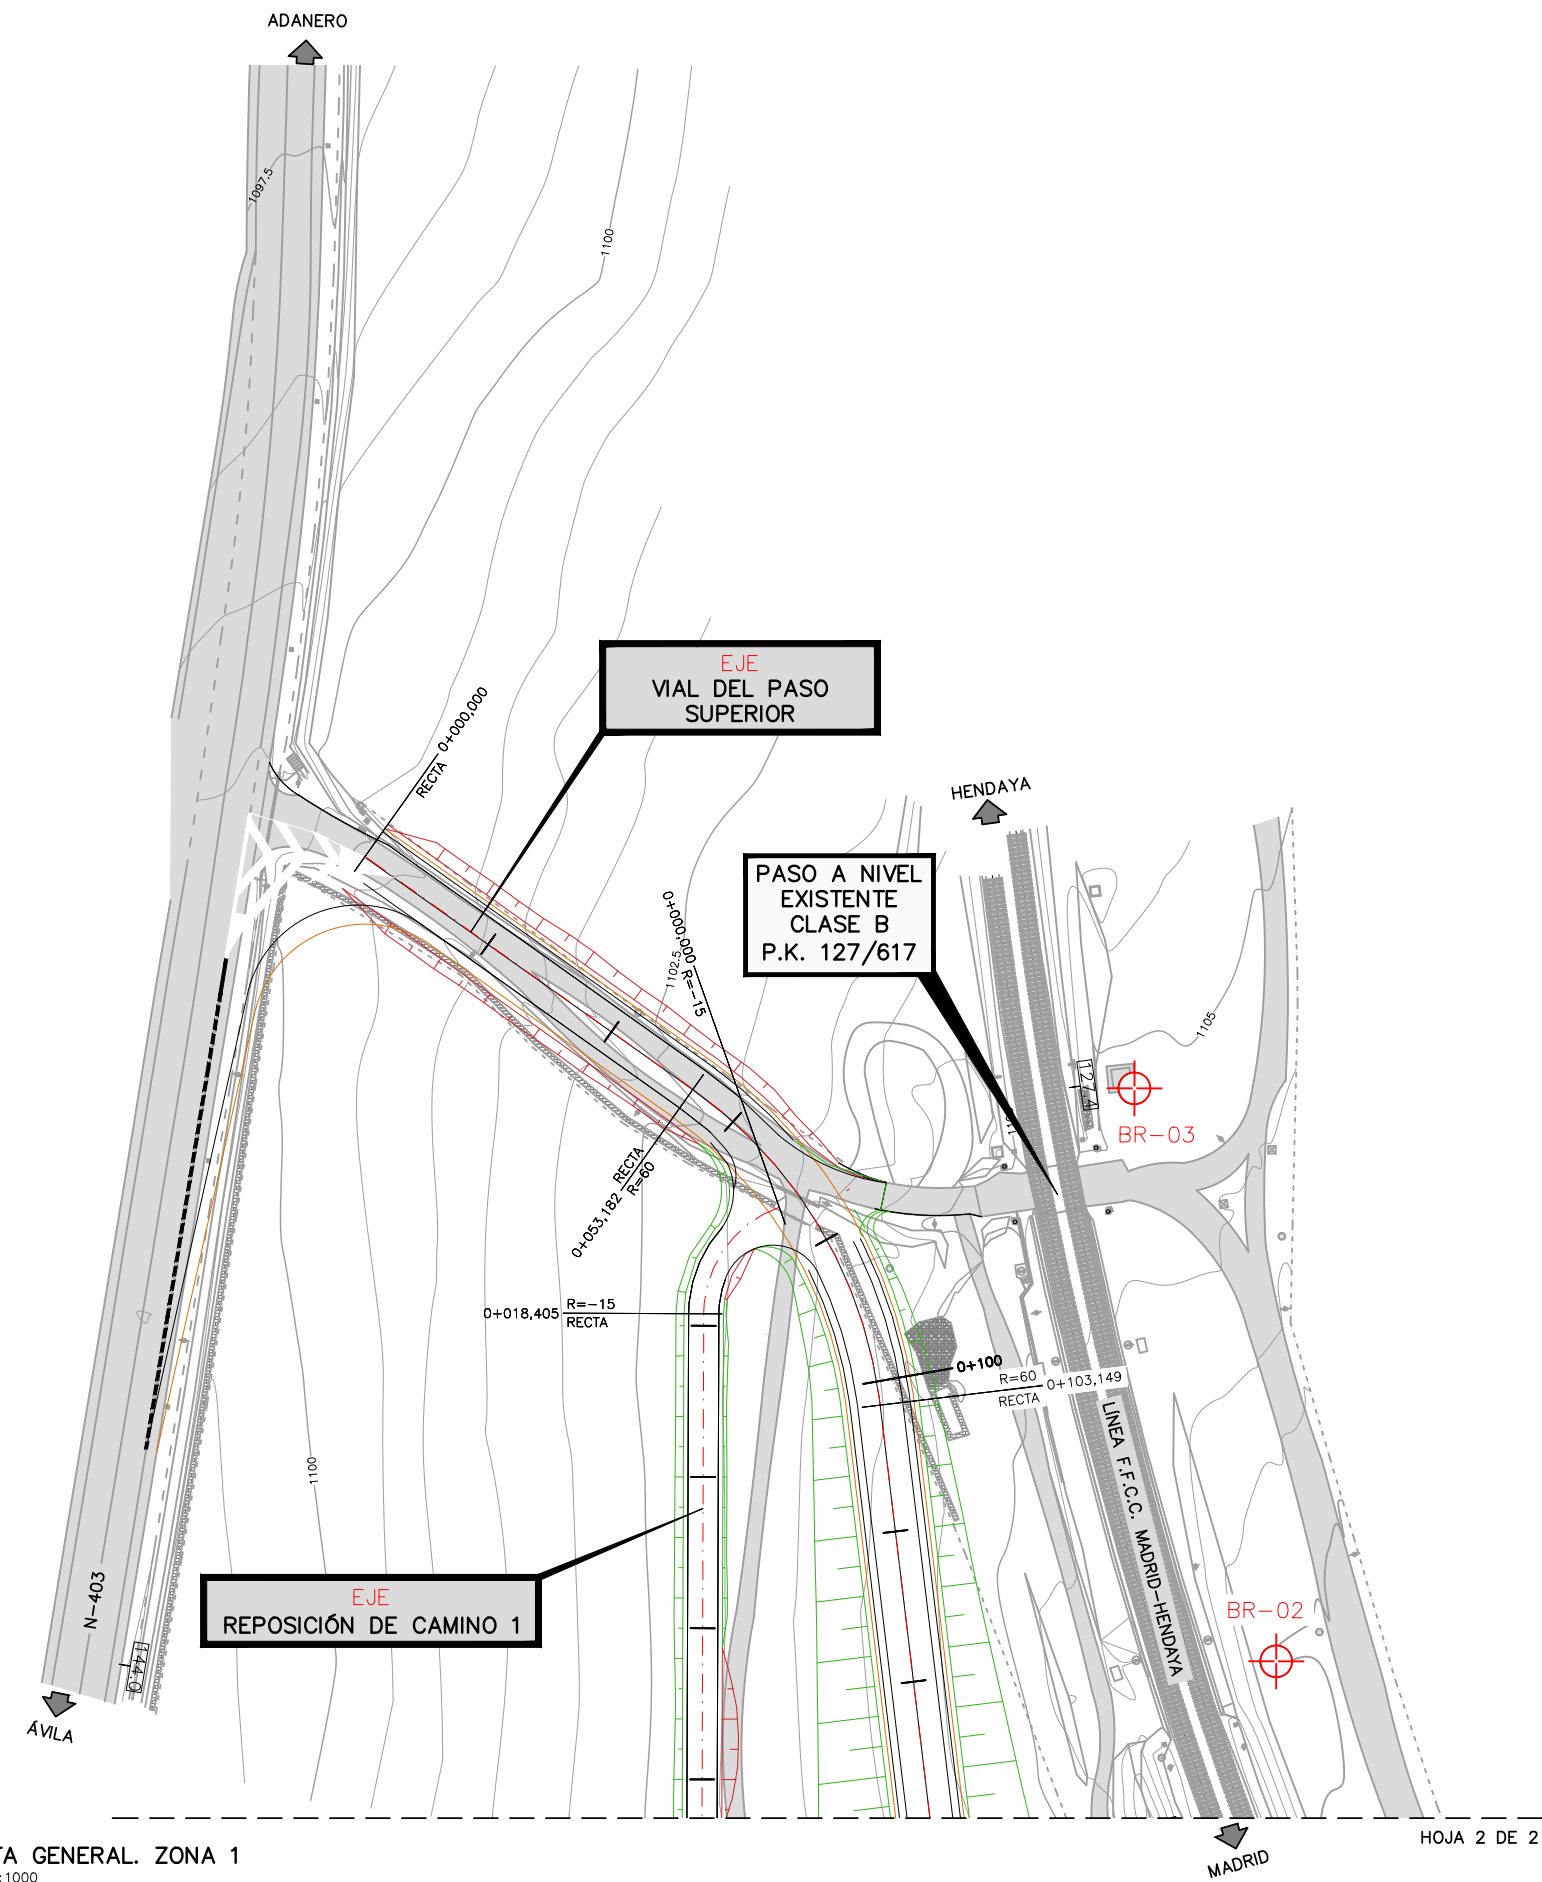 ADANERO
1097.5
1100
EJE
VIAL DEL PASO
SUPERIOR
0+000,000
RECTA
HENDAYA
PASO A NIVEL
EXISTENTE
CLASE B
P.K. 127/617
0+000,000
R=-15
1102.5
1105
127.4
BR-03
RECTA
0+053,182
R=60
R=-15
0+018,405
RECTA
0+100
R=60
0+103,149
RECTA
LÍNEA F.F.C.C. MADRID-HENDAYA
1100
EJE
REPOSICIÓN DE CAMINO 1
N-403
144.0
BR-02
ÁVILA
MADRID
HOJA 2 DE 2
TA GENERAL. ZONA 1
:1000